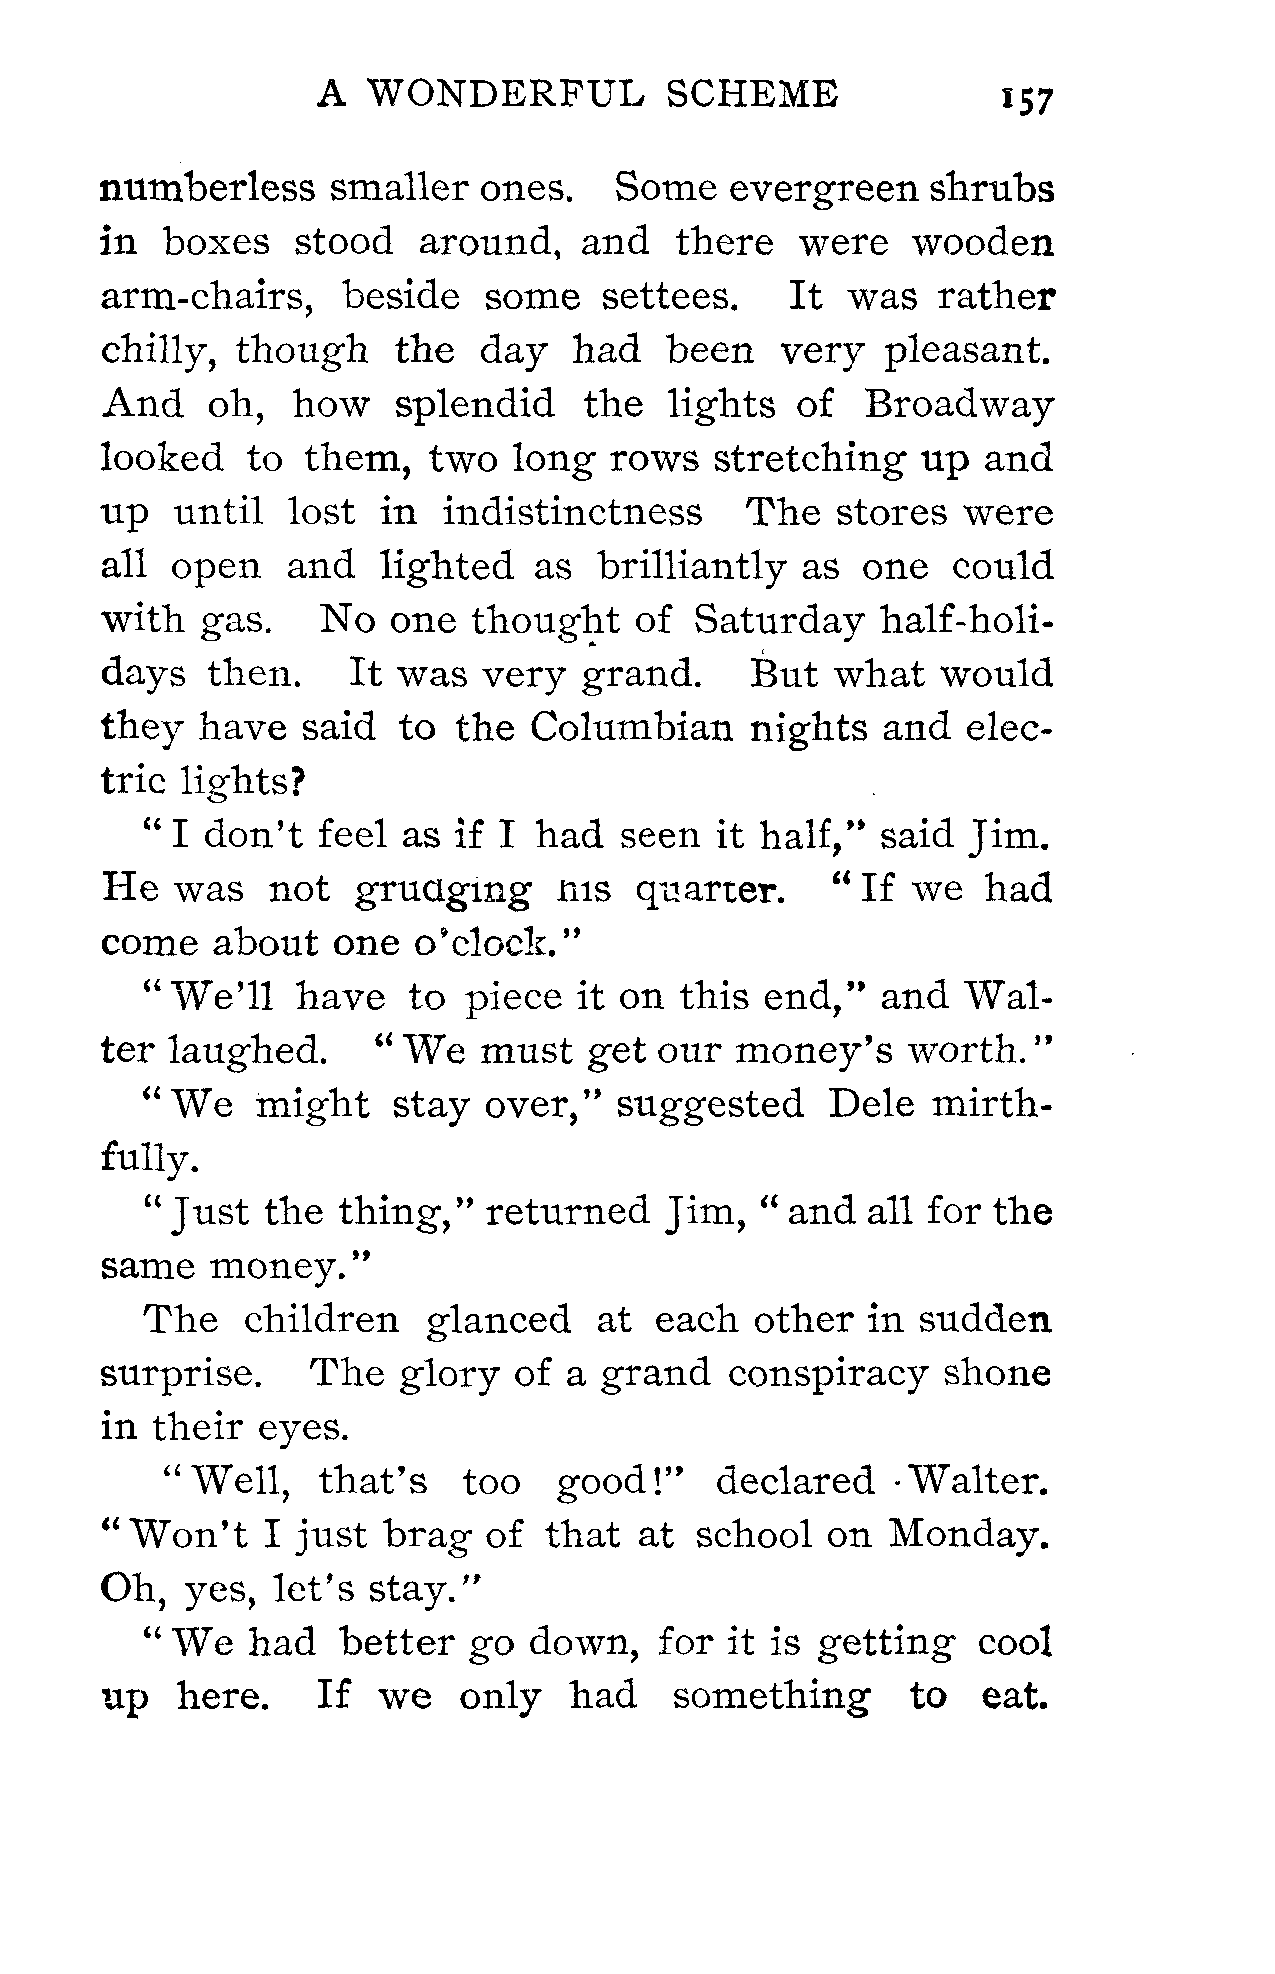 A WONDERFUL SCHEME 157
numberless smaller ones. Some evergreen shrubs
in boxes stood around, and there were wooden
arm-chairs, beside some settees. It was rather
chilly, though the day had been very pleasant.
And oh, how splendid the lights of Broadway
looked to them, two long rows stretching up and
up until lost in indistinctness The stores were
all open and lighted as brilliantly as one could
with gas. No one thought of Saturday half-holi-
days then. It was very grand. But what would
they have said to the Columbian nights and elec-
tric lights?
“I don’t feel as if I had seen it half,” said Jim.
He was not grudging his quarter. “If we had
come about one o’clock.”
“We’ll have to piece it on this end,” and Wal-
ter laughed. “We must get our money’s worth.”
“We might stay over,” suggested Dele mirth-
fully.
“Just the thing,” returned Jim, “and all for the
same money.”
The children glanced at each other in sudden
surprise. The glory of a grand conspiracy shone
in their eyes.
“Well, that’s too good!” declared Walter.
“Won’t I just brag of that at school on Monday.
Oh, yes, let’s stay.”
“We had better go down, for it is getting cool
up here. If we only had something to eat.